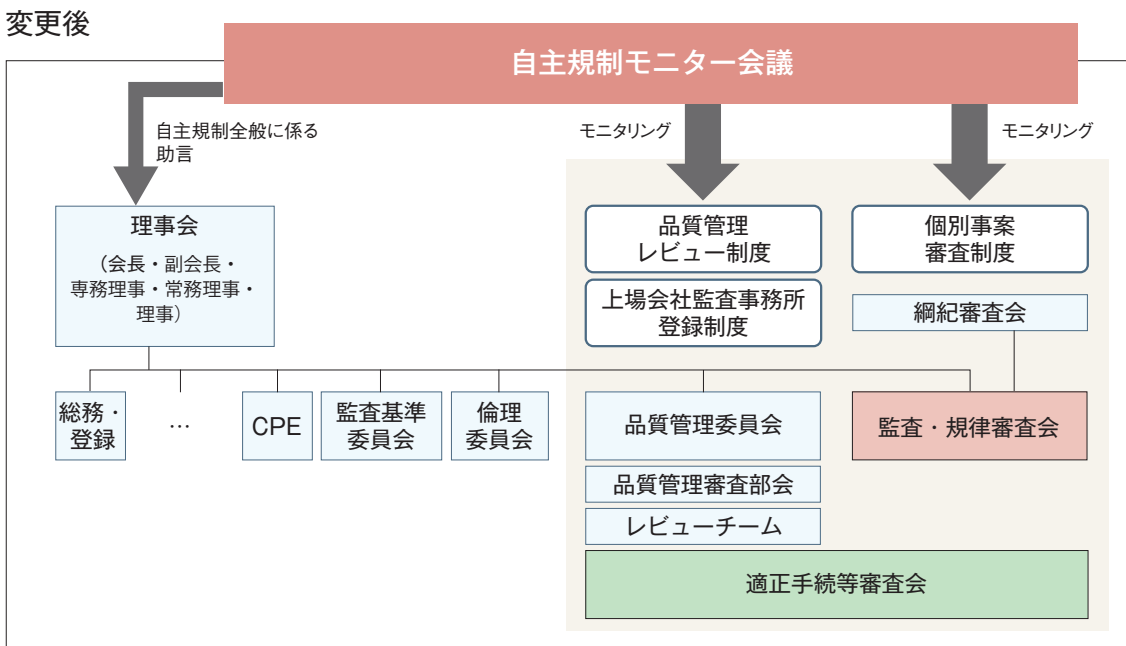 変更後
自主規制モニター会議
自主規制全般に係る
助言
モニタリング
モニタリング
理事会
（会長・副会長・
専務理事・常務理事・
理事）
品質管理
レビュー制度
個別事案
審査制度
上場会社監査事務所
登録制度
綱紀審査会
総務・
登録
…
CPE
監査基準
委員会
倫理
委員会
品質管理委員会
監査・規律審査会
品質管理審査部会
レビューチーム
適正手続等審査会